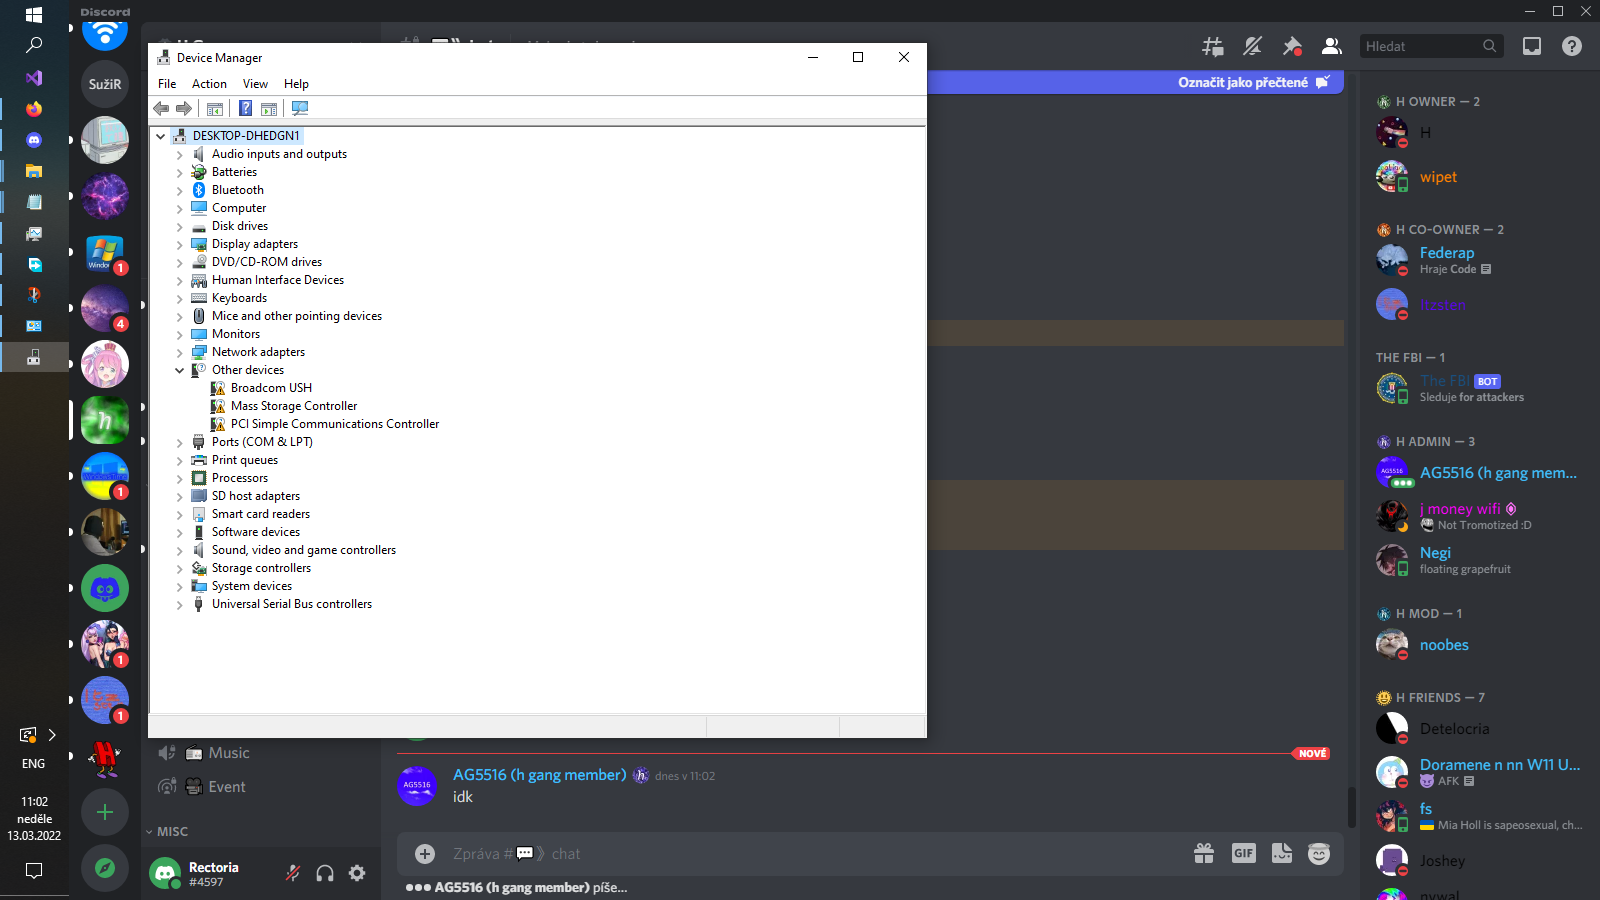 Discord
SužiR
Device Manager
File Action View Help
DESKTOP-DHEDGN1
Audio inputs and outputs
Batteries
Bluetooth
Computer
Disk drives
Display adapters
DVD/CD-ROM drives
Human Interface Devices
Keyboards
Mice and other pointing devices
Monitors
Network adapters
Other devices
Broadcom USH
Mass Storage Controller
PCI Simple Communications Controller
Ports (COM & LPT)
Print queues
Processors
SD host adapters
Smart card readers
Software devices
Sound, video and game controllers
Storage controllers
System devices
Universal Serial Bus controllers
Hledat
Označit jako přečtené
H OWNER — 2
H
wipet
H CO-OWNER — 2
Federap
Hraje Code
Itzsten
THE FBI — 1
The FBI BOT
Sleduje for attackers
H ADMIN — 3
AG5516 (h gang mem...
j money wifi
Not Tromotized :D
Negi
floating grapefruit
H MOD — 1
noobes
H FRIENDS — 7
Detelocria
Doramene n nn W11 U...
AFK
fs
Mia Holl is sapeosexual, ch...
Joshey
Music
Event
MISC
Rectoria
#4597
NOVÉ
AG5516 (h gang member) dnes v 11:02
idk
Zpráva # 》 chat
GIF
AG5516 (h gang member) píše...
ENG
11:02
neděle
13.03.2022
1
4
1
1
1
AG5516
AG5516